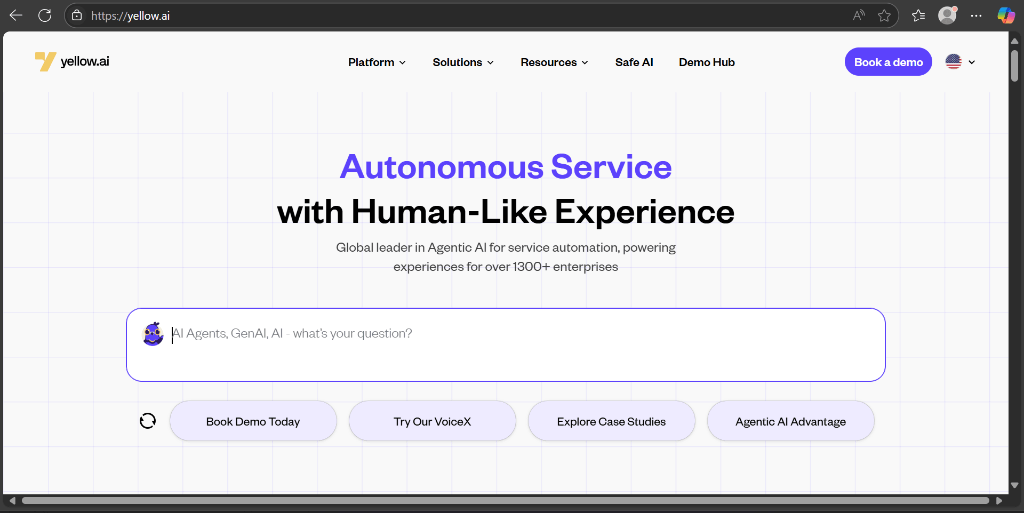 https://yellow.ai
yellow.ai
Platform
Solutions
Resources
Safe AI
Demo Hub
Book a demo
Autonomous Service
with Human-Like Experience
Global leader in Agentic AI for service automation, powering
experiences for over 1300+ enterprises
AI Agents, GenAI, AI - what's your question?
Book Demo Today
Try Our VoiceX
Explore Case Studies
Agentic AI Advantage